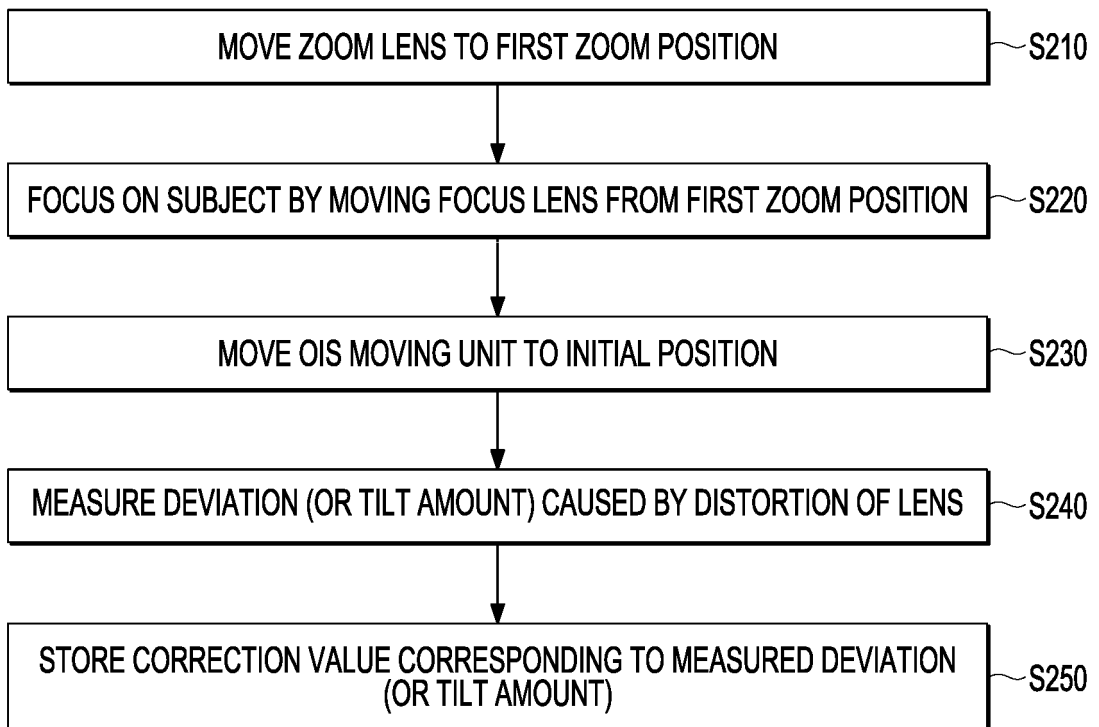 MOVE ZOOM LENS TO FIRST ZOOM POSITION
S210
FOCUS ON SUBJECT BY MOVING FOCUS LENS FROM FIRST ZOOM POSITION
S220
MOVE OIS MOVING UNIT TO INITIAL POSITION
S230
MEASURE DEVIATION (OR TILT AMOUNT) CAUSED BY DISTORTION OF LENS
S240
STORE CORRECTION VALUE CORRESPONDING TO MEASURED DEVIATION
(OR TILT AMOUNT)
S250